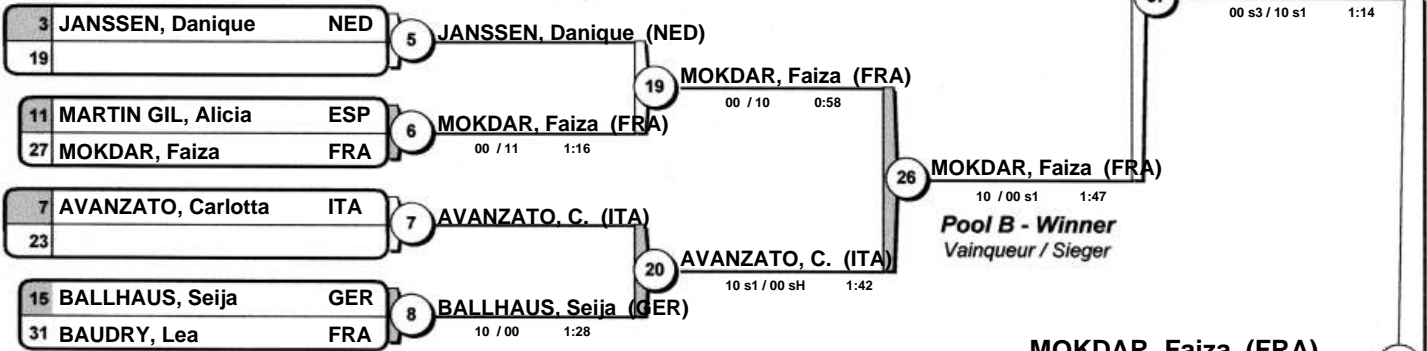 00 s3 / 10 s1 1:14
3 JANSSEN, Danique NED
19
5
JANSSEN, Danique (NED)
19
MOKDAR, Faiza (FRA)
00 / 10 0:58
11 MARTIN GIL, Alicia ESP
27 MOKDAR, Faiza FRA
6
MOKDAR, Faiza (FRA)
00 / 11 1:16
26
MOKDAR, Faiza (FRA)
10 / 00 s1 1:47
Pool B - Winner
Vainqueur / Sieger
7 AVANZATO, Carlotta ITA
23
7
AVANZATO, C. (ITA)
20
AVANZATO, C. (ITA)
10 s1 / 00 sH 1:42
15 BALLHAUS, Seija GER
31 BAUDRY, Lea FRA
8
BALLHAUS, Seija (GER)
10 / 00 1:28
MOKDAR, Faiza (FRA)